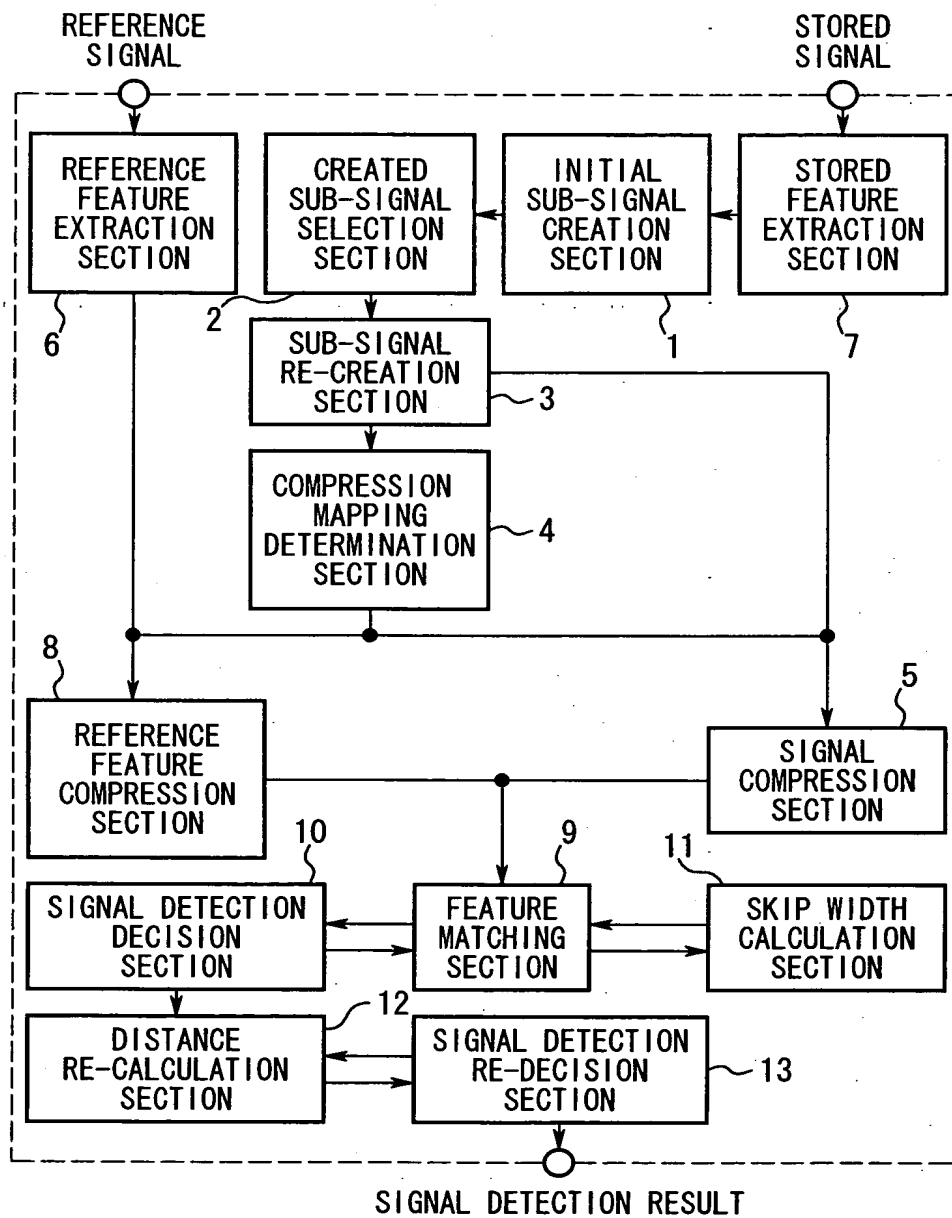 REFERENCE
SIGNAL
STORED
SIGNAL
REFERENCE
FEATURE
EXTRACTION
SECTION
CREATED
SUB-SIGNAL
SELECTION
SECTION
INITIAL
SUB-SIGNAL
CREATION
SECTION
STORED
FEATURE
EXTRACTION
SECTION
6
2
1
7
SUB-SIGNAL
RE-CREATION
SECTION
3
COMPRESSION
MAPPING
DETERMINATION
SECTION
4
8
5
REFERENCE
FEATURE
COMPRESSION
SECTION
SIGNAL
COMPRESSION
SECTION
10
9
11
SIGNAL DETECTION
DECISION
SECTION
FEATURE
MATCHING
SECTION
SKIP WIDTH
CALCULATION
SECTION
12
DISTANCE
RE-CALCULATION
SECTION
SIGNAL DETECTION
RE-DECISION
SECTION
13
SIGNAL DETECTION RESULT